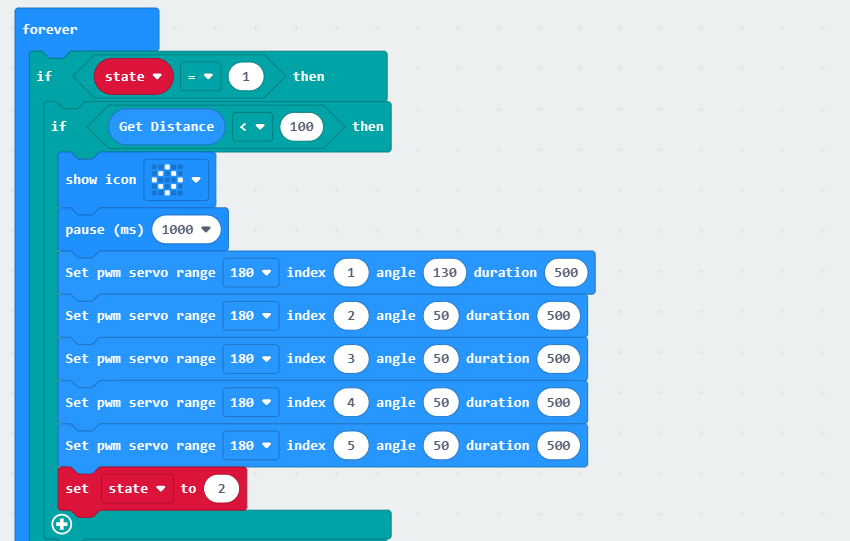 forever
if state = 1 then
if Get Distance < 100 then
show icon
pause (ms) 1000
Set pwm servo range 180 index 1 angle 130 duration 500
Set pwm servo range 180 index 2 angle 50 duration 500
Set pwm servo range 180 index 3 angle 50 duration 500
Set pwm servo range 180 index 4 angle 50 duration 500
Set pwm servo range 180 index 5 angle 50 duration 500
set state to 2